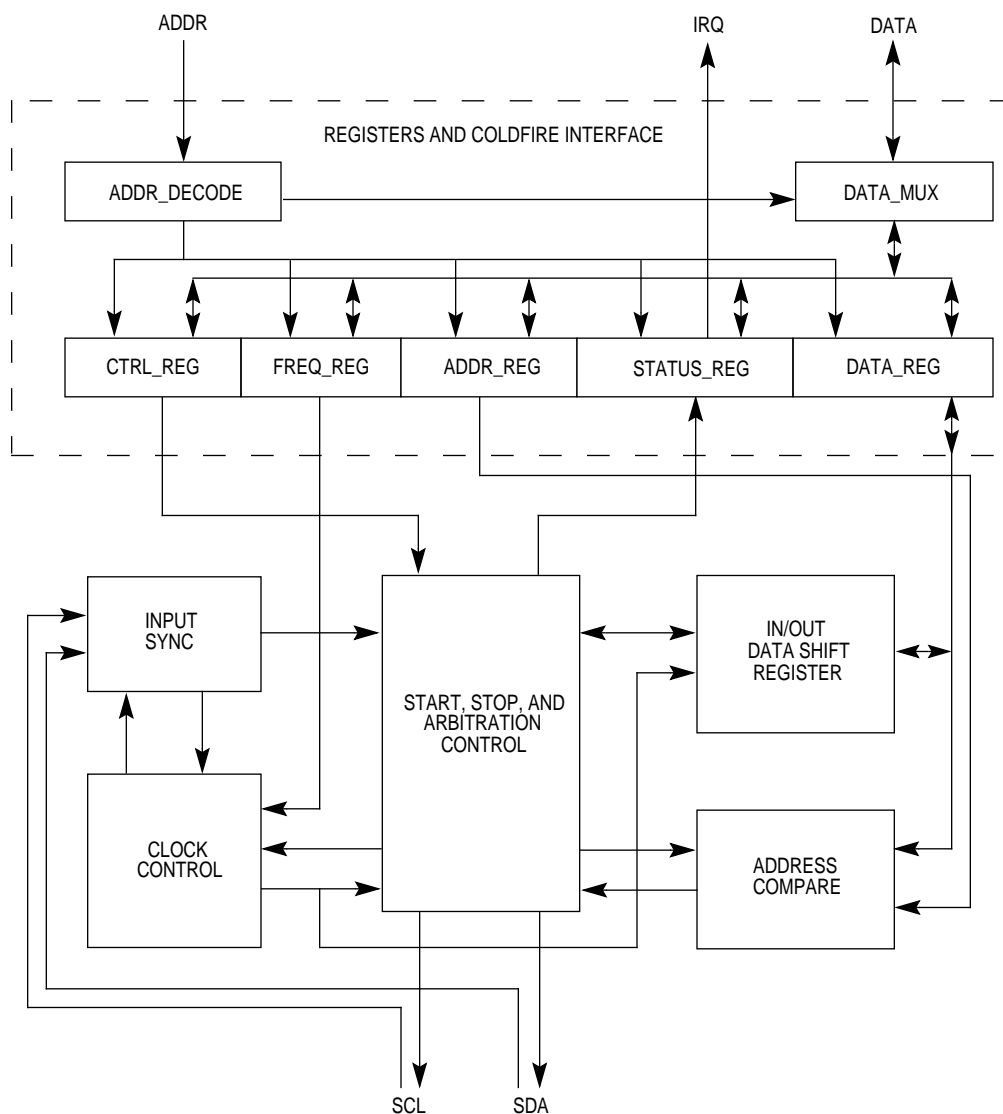 ADDR
IRQ
DATA
REGISTERS AND COLDFIRE INTERFACE
ADDR_DECODE
DATA_MUX
CTRL_REG
FREQ_REG
ADDR_REG
STATUS_REG
DATA_REG
INPUT
SYNC
START, STOP, AND
ARBITRATION
CONTROL
IN/OUT
DATA SHIFT
REGISTER
CLOCK
CONTROL
ADDRESS
COMPARE
SCL
SDA